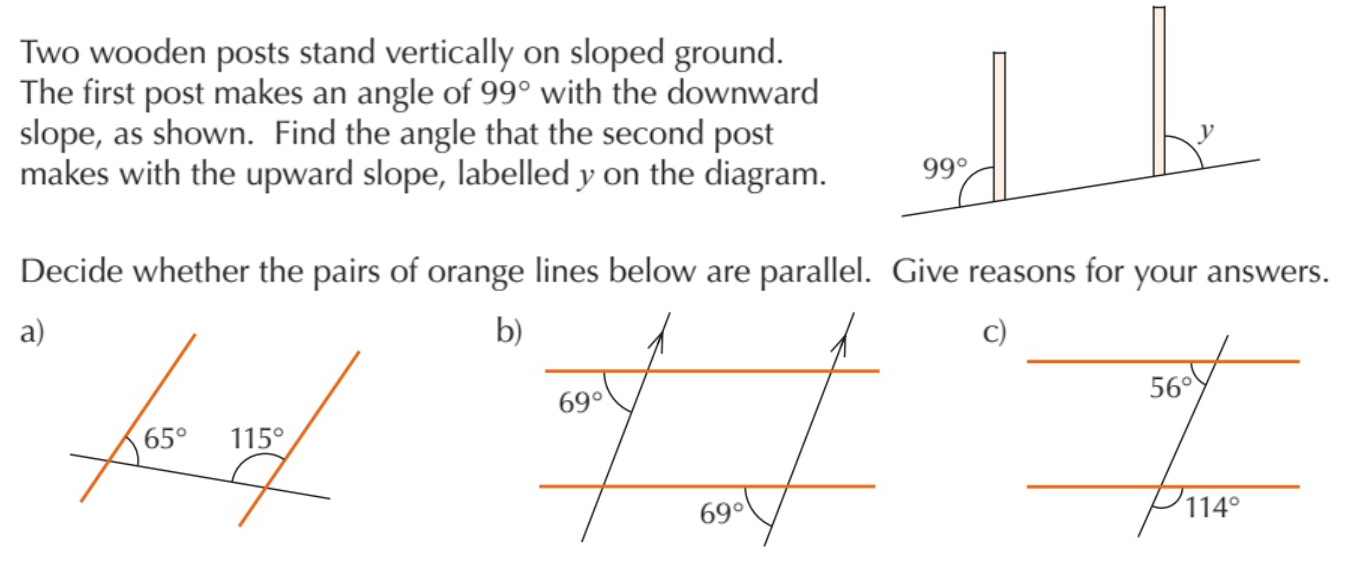 Two wooden posts stand vertically on sloped ground.
The first post makes an angle of 99° with the downward
slope, as shown.  Find the angle that the second post
makes with the upward slope, labelled y on the diagram.
99°
y
Decide whether the pairs of orange lines below are parallel.  Give reasons for your answers.
a)
65°
115°
b)
69°
69°
c)
56°
114°